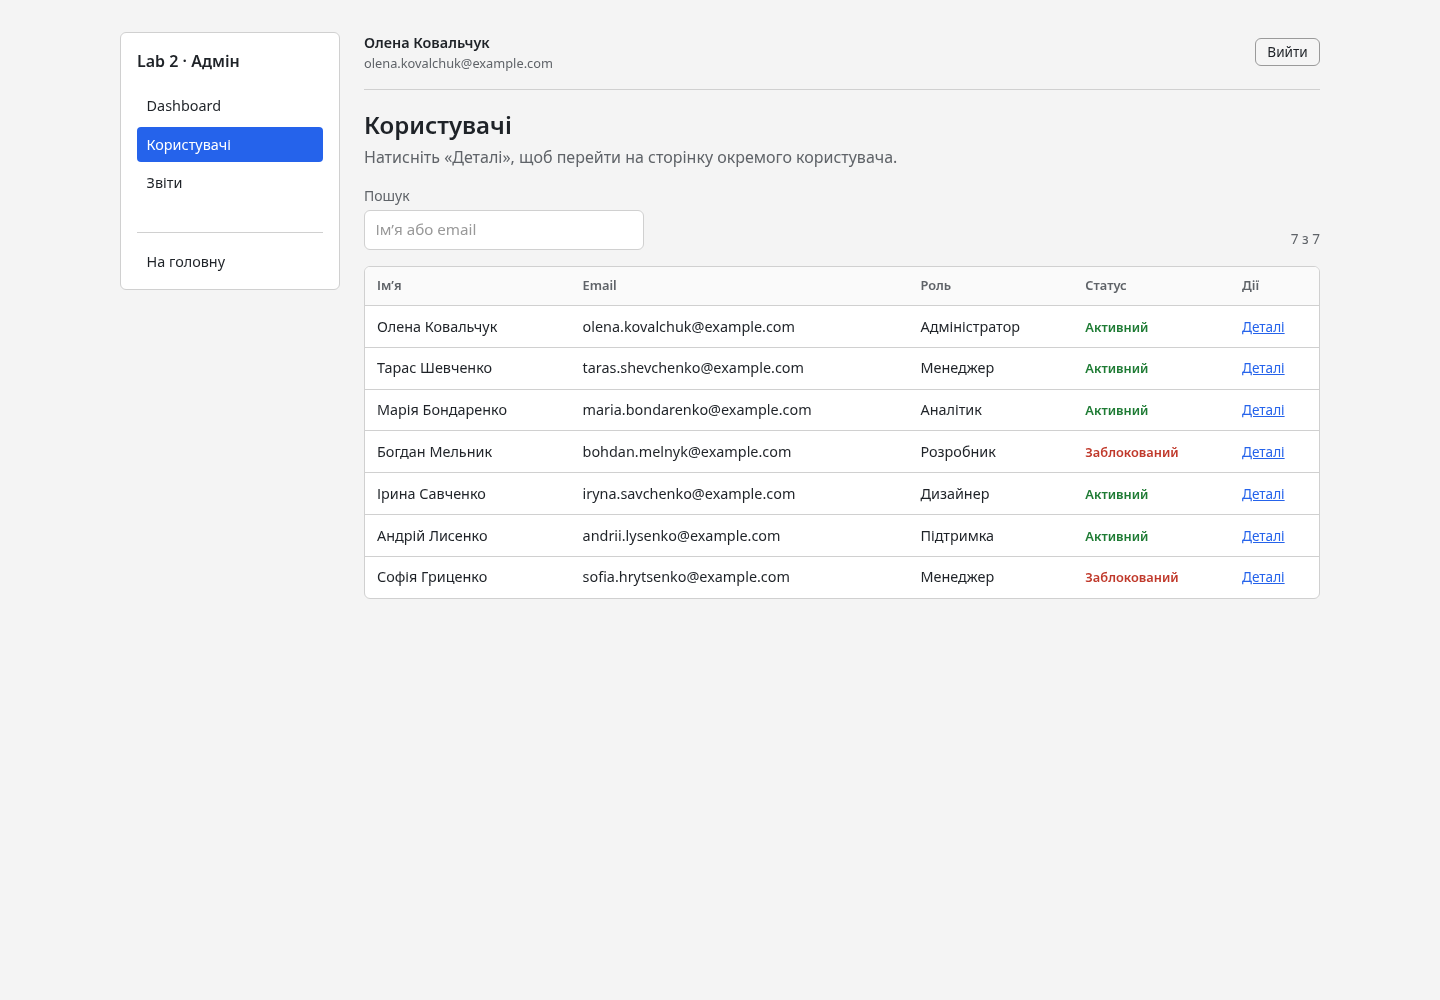 Lab 2 · Адмін
Dashboard
Користувачі
Звіти
На головну
Олена Ковальчук
olena.kovalchuk@example.com
Вийти
Користувачі
Натисніть «Деталі», щоб перейти на сторінку окремого користувача.
Пошук
Ім’я або email
7 з 7
Ім’я Email Роль Статус Дії
Олена Ковальчук olena.kovalchuk@example.com Адміністратор Активний Деталі
Тарас Шевченко taras.shevchenko@example.com Менеджер Активний Деталі
Марія Бондаренко maria.bondarenko@example.com Аналітик Активний Деталі
Богдан Мельник bohdan.melnyk@example.com Розробник Заблокований Деталі
Ірина Савченко iryna.savchenko@example.com Дизайнер Активний Деталі
Андрій Лисенко andrii.lysenko@example.com Підтримка Активний Деталі
Софія Гриценко sofia.hrytsenko@example.com Менеджер Заблокований Деталі